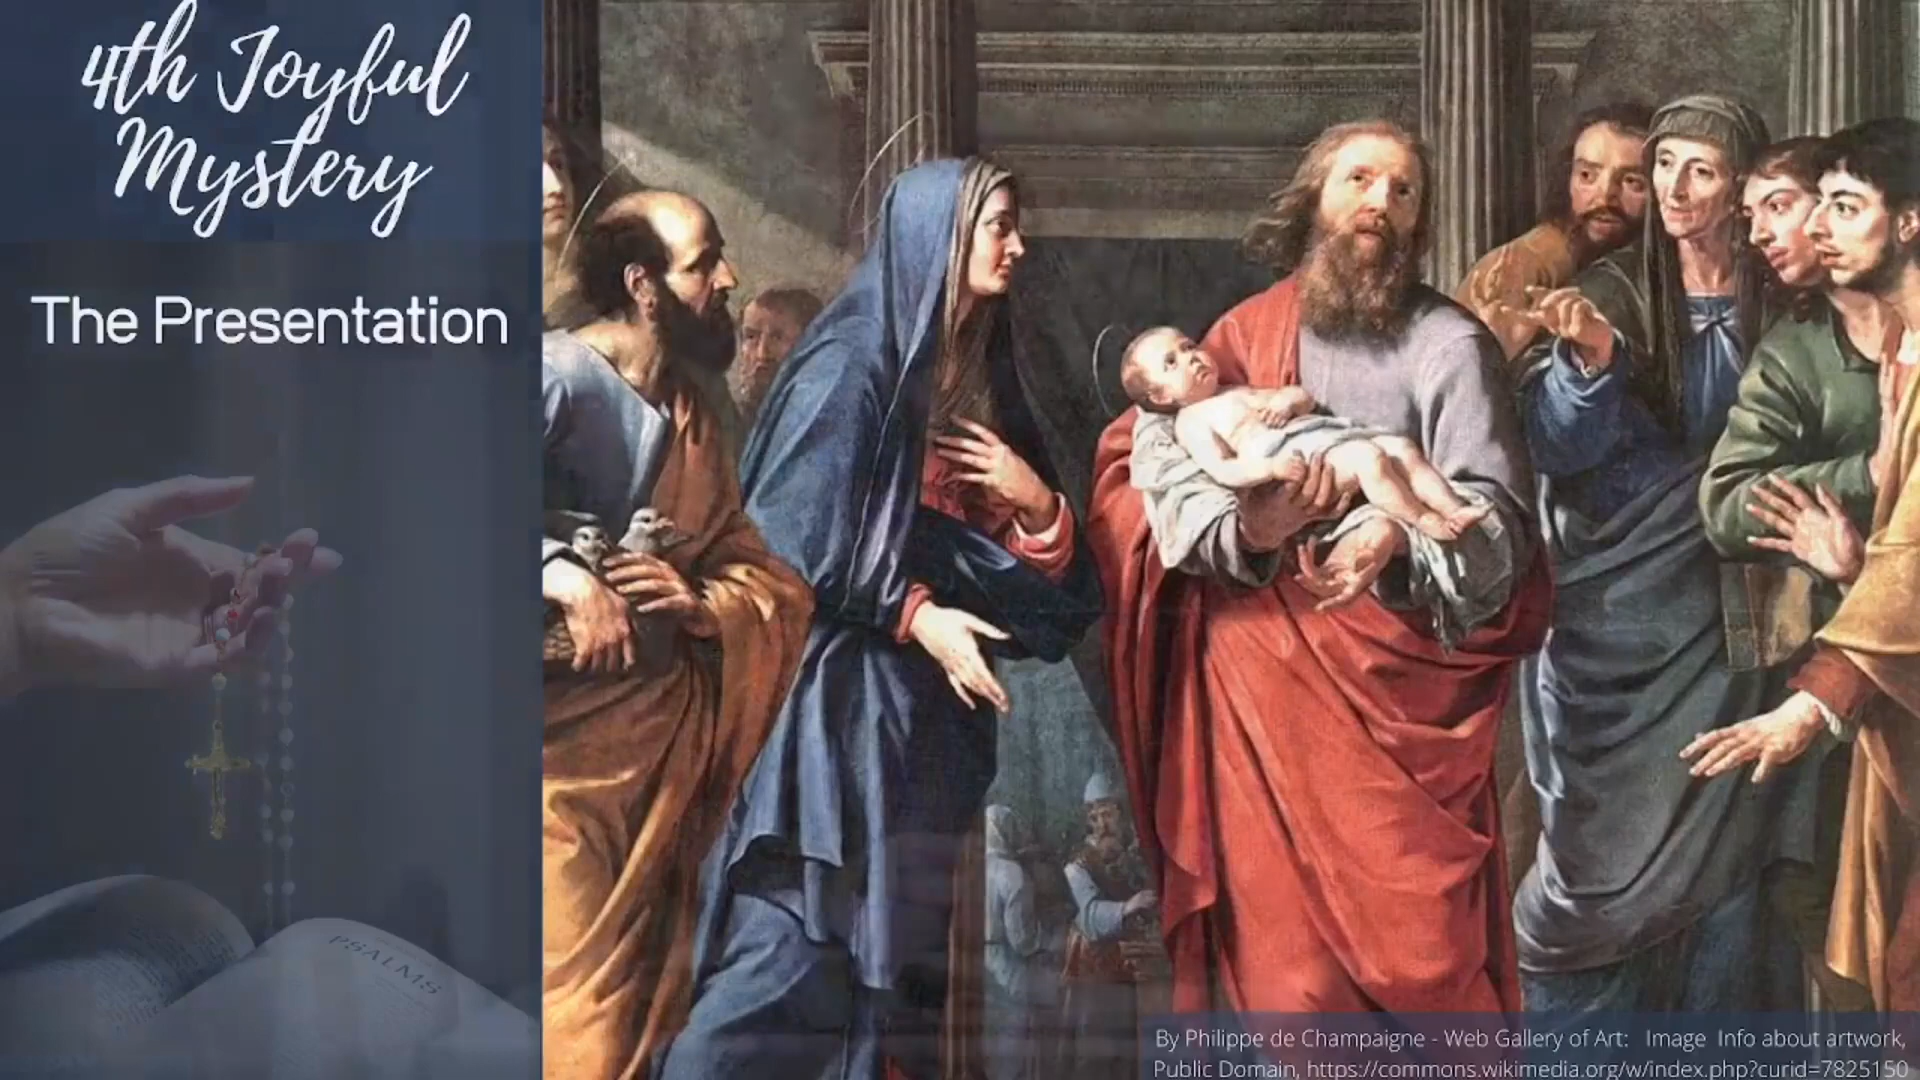 4th Joyful
Mystery
The Presentation
PSALMS
By Philippe de Champaigne - Web Gallery of Art: Image Info about artwork,
Public Domain, https://commons.wikimedia.org/w/index.php?curid=7825150